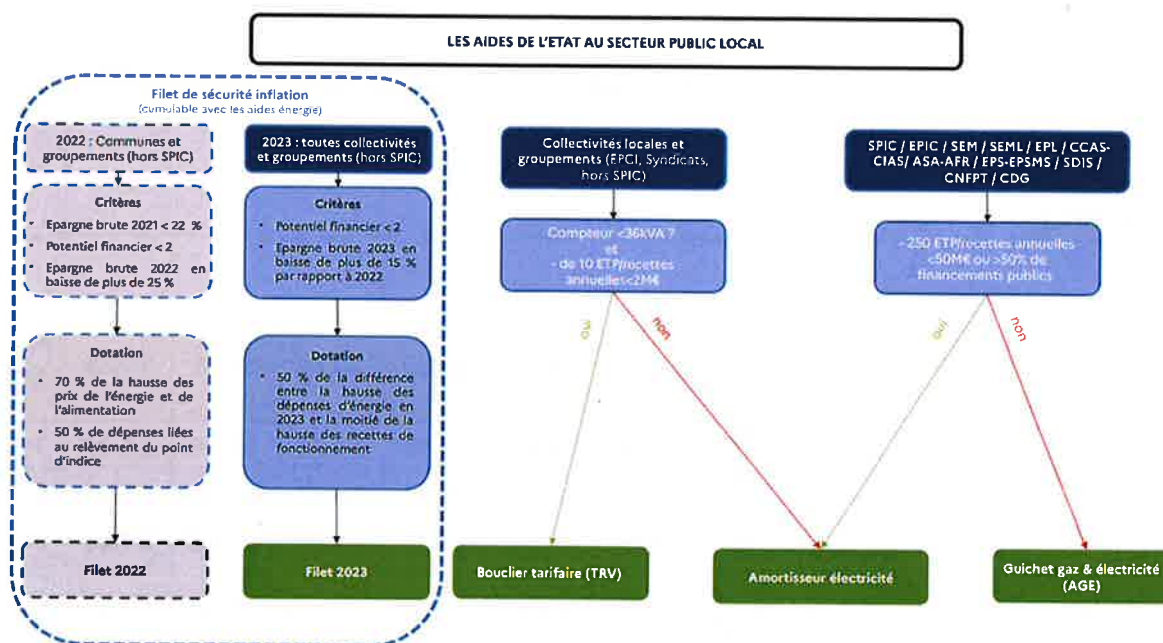 LES AIDES DE L'ETAT AU SECTEUR PUBLIC LOCAL
Filet de sécurité inflation
(cumulable avec les aides énergie)
2022 : Communes et
groupements (hors SPIC)
Critères
• Epargne brute 2021 < 22 %
• Potentiel financier < 2
• Epargne brute 2022 en
baisse de plus de 25 %
Dotation
• 70 % de la hausse des
prix de l'énergie et de
l'alimentation
• 50 % de dépenses liées
au relèvement du point
d'indice
Filet 2022
2023 : toutes collectivités
et groupements (hors SPIC)
Critères
• Potentiel financier < 2
• Epargne brute 2023 en
baisse de plus de 15 %
par rapport à 2022
Dotation
• 50 % de la différence
entre la hausse des
dépenses d'énergie en
2023 et la moitié de la
hausse des recettes de
fonctionnement
Filet 2023
Collectivités locales et
groupements (EPCI, Syndicats,
hors SPIC)
Compteur <36kVA ?
et
- de 10 ETP/recettes
annuelles<2M€
oui
non
Bouclier tarifaire (TRV)
Amortisseur électricité
SPIC / EPIC / SEM / SEML / EPL / CCAS-
CIAS/ ASA-AFR / EPS-EPSMS / SDIS /
CNFPT / CDG
- 250 ETP/recettes annuelles
<50M€ ou >50% de
financements publics
oui
non
Guichet gaz & électricité
(AGE)